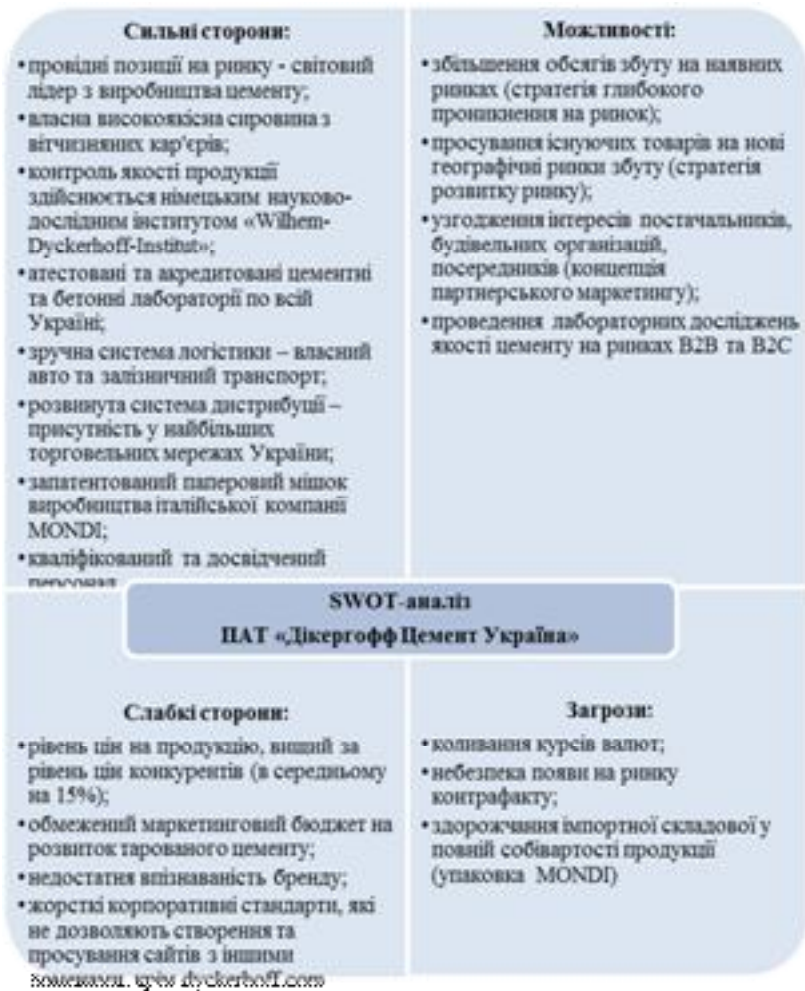 Сильні сторони:
•провідні позиції на ринку - світовий
лідер з виробництва цементу;
•власна високоякісна сировина з
вітчизняних кар'єрів;
•контроль якості продукції
здійснюється німецьким науково-
дослідним інститутом «Wilhem-
Dyckerhoff-Institut»;
•атестовані та акредитовані цементні
та бетонні лабораторії по всій
Україні;
•зручна система логістики – власний
авто та залізничний транспорт;
•розвинута система дистрибуції –
присутність у найбільших
торговельних мережах України;
•запатентований паперовий мішок
виробництва італійської компанії
MONDI;
•кваліфікований та досвідчений
персонал
Можливості:
•збільшення обсягів збуту на наявних
ринках (стратегія глибокого
проникнення на ринок);
•просування існуючих товарів на нові
географічні ринки збуту (стратегія
розвитку ринку);
•узгодження інтересів постачальників,
будівельних організацій,
посередників (концепція
партнерського маркетингу);
•проведення лабораторних досліджень
якості цементу на ринках B2B та B2C
SWOT-аналіз
ПАТ «Дікергофф Цемент Україна»
Слабкі сторони:
•рівень цін на продукцію, вищий за
рівень цін конкурентів (в середньому
на 15%);
•обмежений маркетинговий бюджет на
розвиток тарованого цементу;
•недостатня впізнаваність бренду;
•жорсткі корпоративні стандарти, які
не дозволяють створення та
просування сайтів з іншими
доменами, крім dyckerhoff.com
Загрози:
•коливання курсів валют;
•небезпека появи на ринку
контрафакту;
•здорожчання імпортної складової у
повній собівартості продукції
(упаковка MONDI)